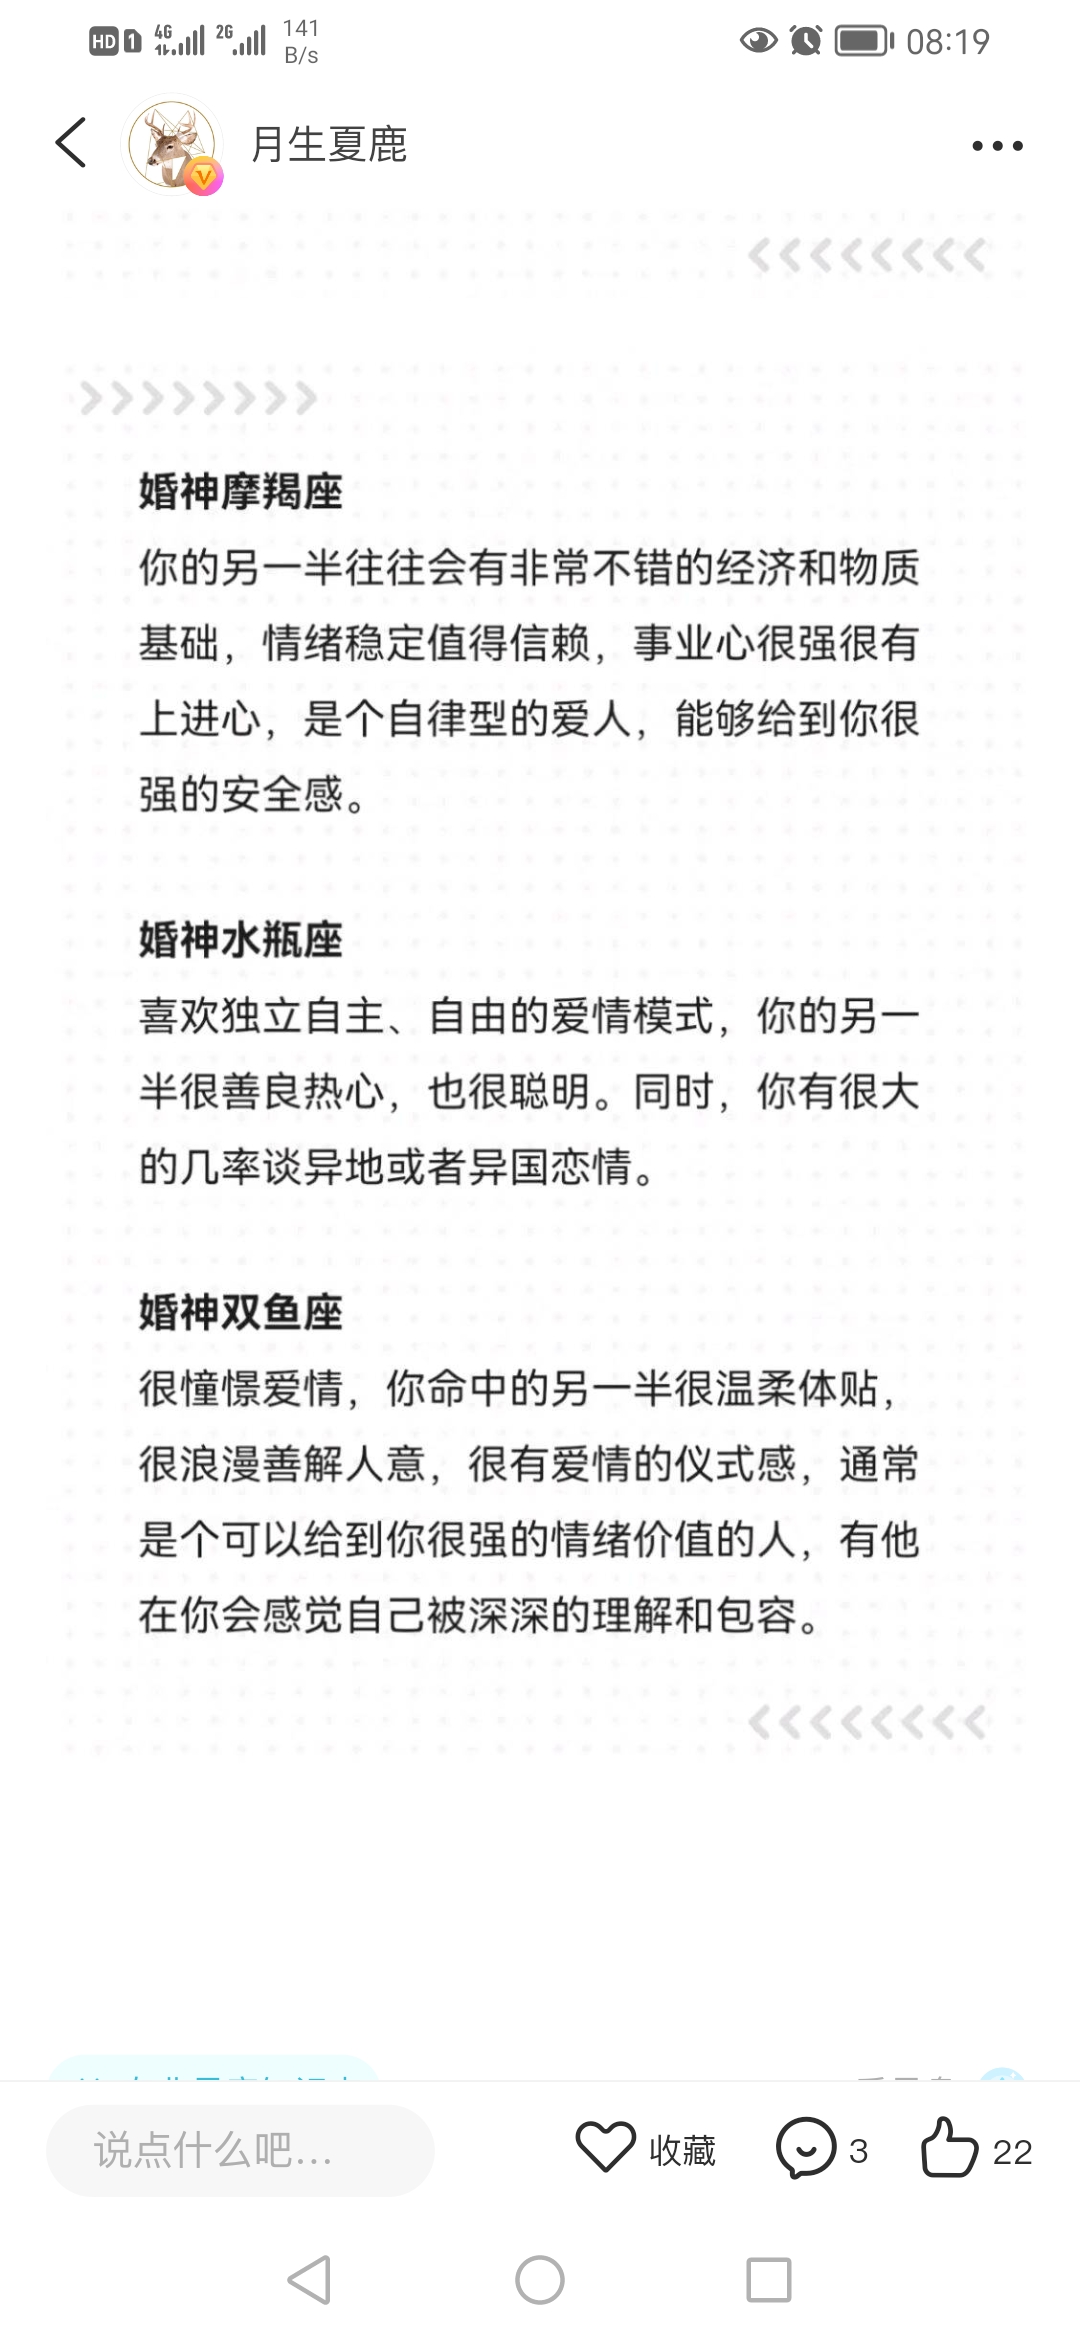 HD 1 4G 2G 141 B/s 08:19
月生夏鹿
婚神摩羯座
你的另一半往往会有非常不错的经济和物质
基础，情绪稳定值得信赖，事业心很强很有
上进心，是个自律型的爱人，能够给到你很
强的安全感。
婚神水瓶座
喜欢独立自主、自由的爱情模式，你的另一
半很善良热心，也很聪明。同时，你有很大
的几率谈异地或者异国恋情。
婚神双鱼座
很憧憬爱情，你命中的另一半很温柔体贴，
很浪漫善解人意，很有爱情的仪式感，通常
是个可以给到你很强的情绪价值的人，有他
在你会感觉自己被深深的理解和包容。
说点什么吧... 收藏 3 22